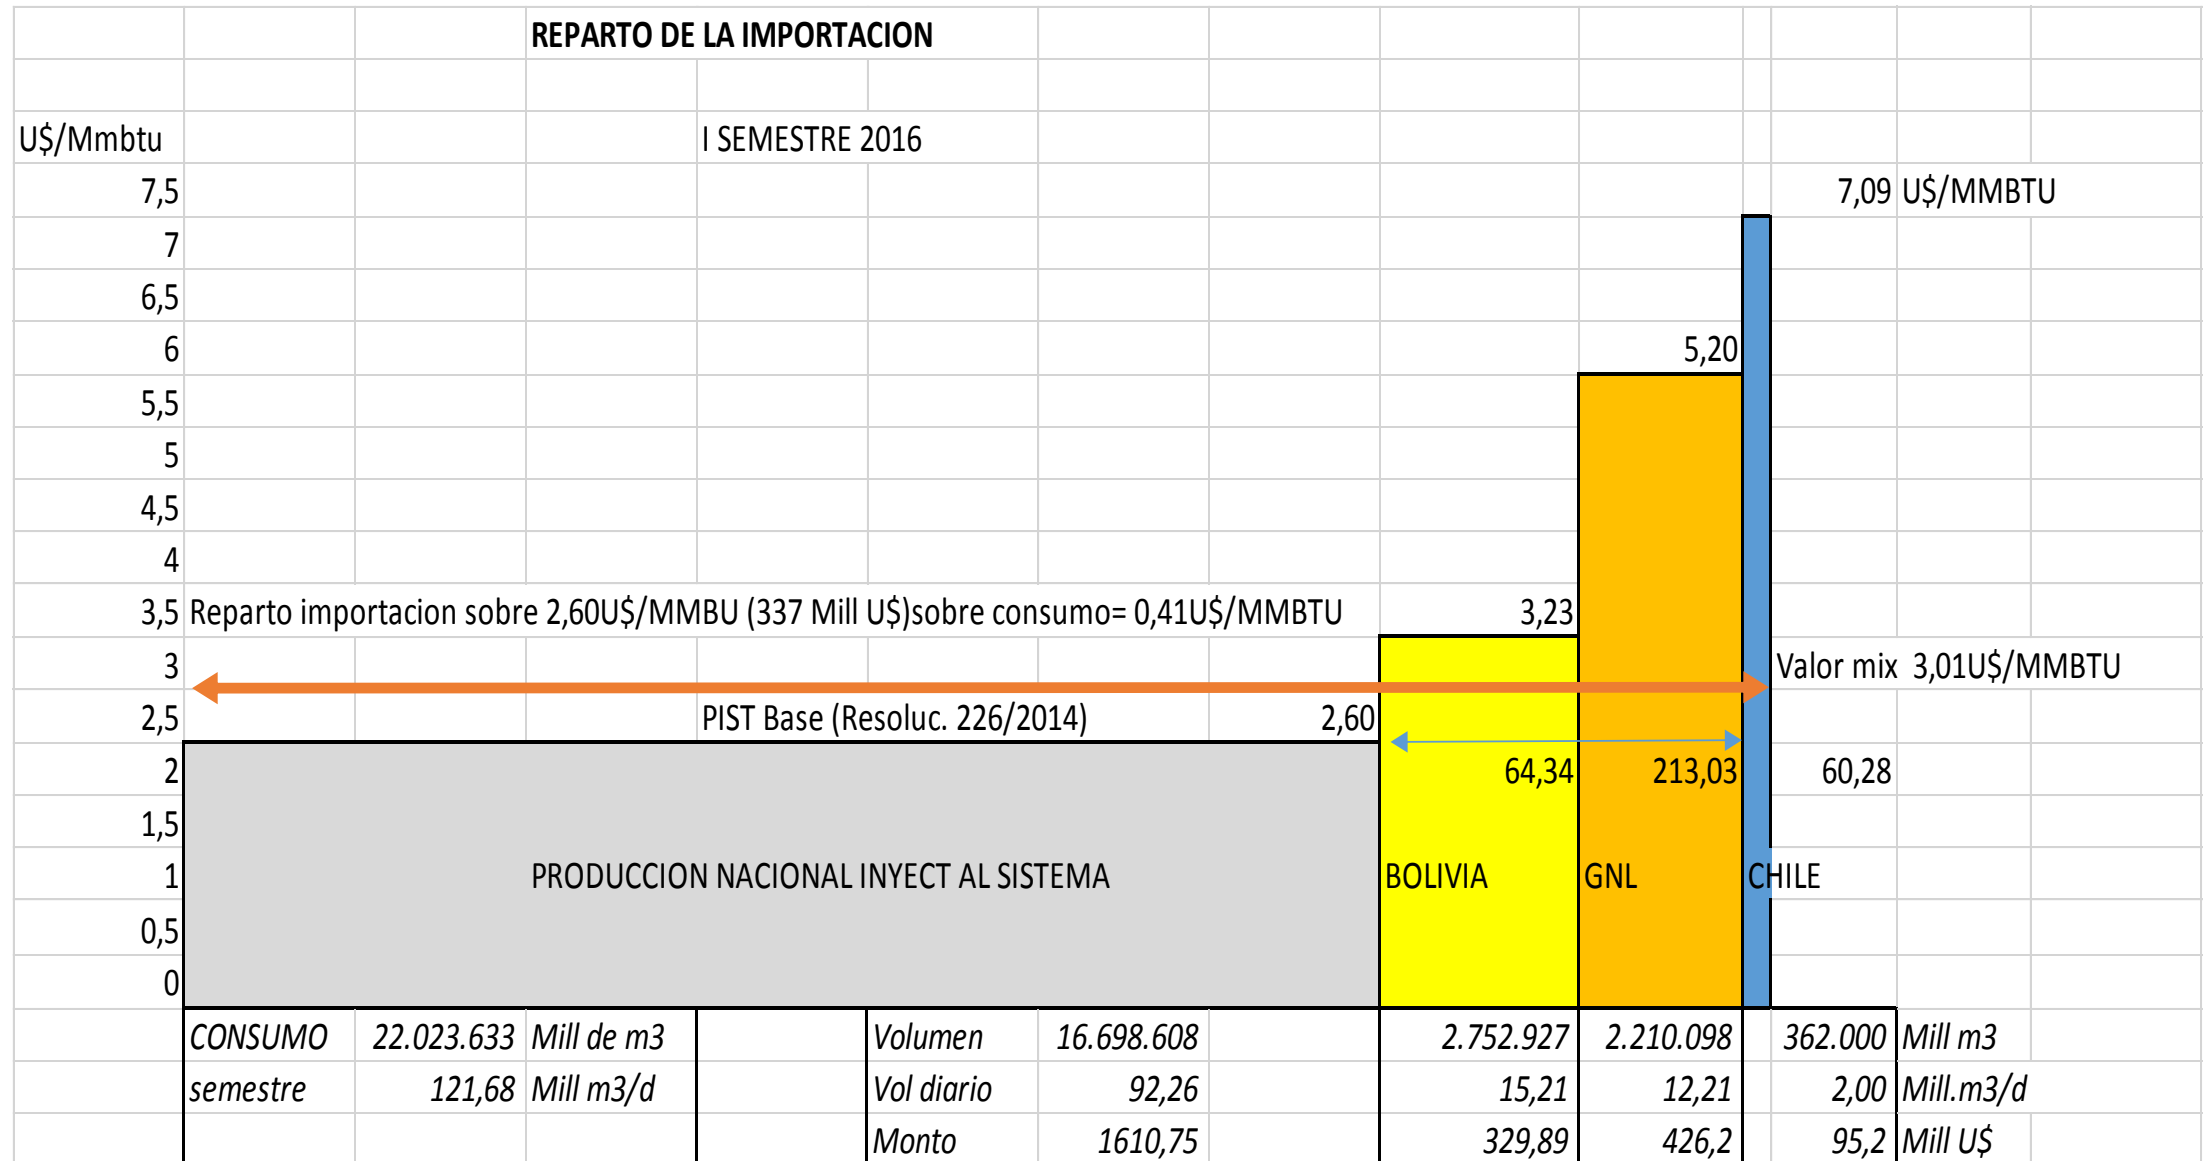 REPARTO DE LA IMPORTACION
U$/Mmbtu I SEMESTRE 2016
7,5 7,09 U$/MMBTU
7
6,5
6 5,20
5,5
5
4,5
4
3,5 Reparto importacion sobre 2,60U$/MMBU (337 Mill U$)sobre consumo= 0,41U$/MMBTU 3,23
3 Valor mix 3,01U$/MMBTU
2,5 PIST Base (Resoluc. 226/2014) 2,60
2 64,34 213,03 60,28
1,5
1 PRODUCCION NACIONAL INYECT AL SISTEMA BOLIVIA GNL CHILE
0,5
0
CONSUMO 22.023.633 Mill de m3 Volumen 16.698.608 2.752.927 2.210.098 362.000 Mill m3
semestre 121,68 Mill m3/d Vol diario 92,26 15,21 12,21 2,00 Mill.m3/d
Monto 1610,75 329,89 426,2 95,2 Mill U$